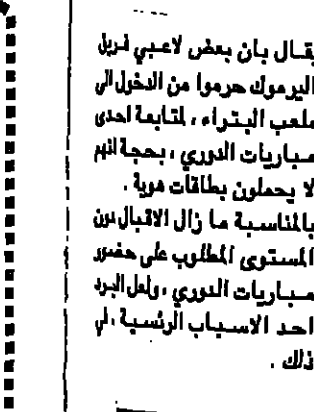 يقال بان بعض لاعبي فريق
اليرموك حرموا من الدخول الى
ملعب البتراء ، لمتابعة احدى
مباريات الدوري ، بحجة انهم
لا يحملون بطاقات هوية .
بالمناسبة ما زال الاقبال دون
المستوى المطلوب على حضور
مباريات الدوري ، ولعل البرد
احد الاسباب الرئسية ، في
ذلك .